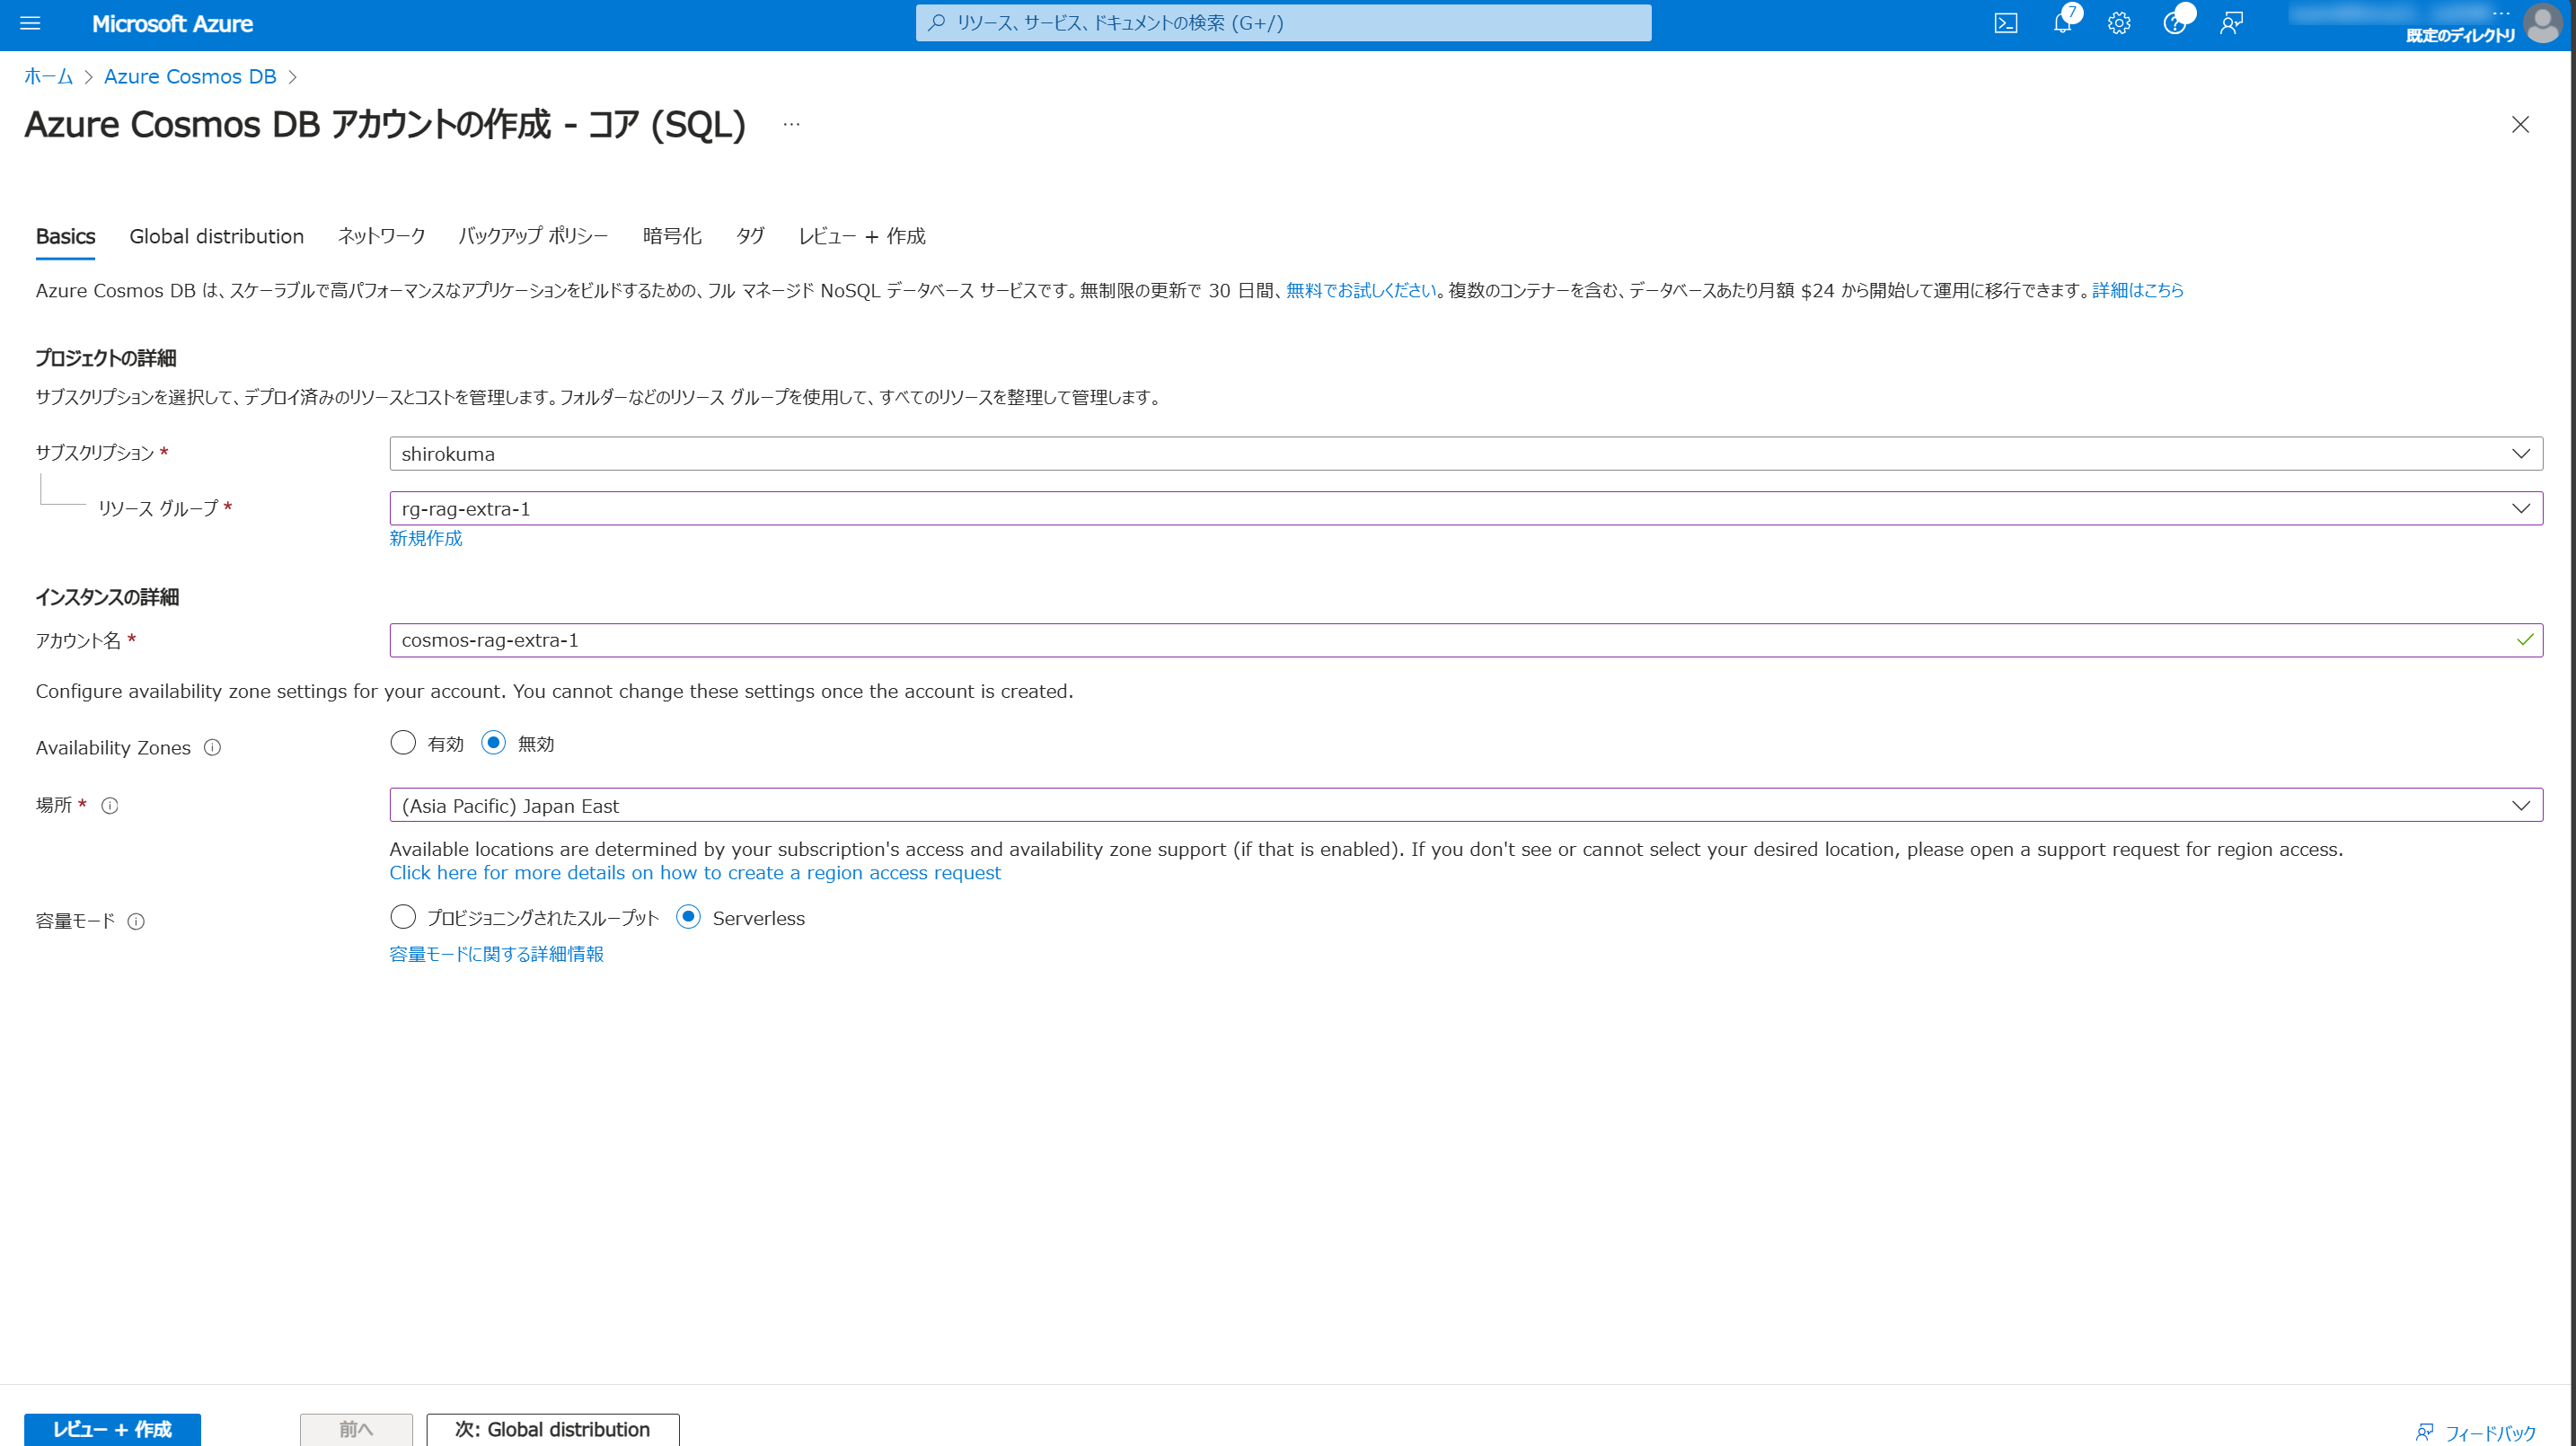 Microsoft Azure
リソース、サービス、ドキュメントの検索 (G+/)
7
...
既定のディレクトリ
ホーム > Azure Cosmos DB >
Azure Cosmos DB アカウントの作成 - コア (SQL) ...
Basics Global distribution ネットワーク バックアップ ポリシー 暗号化 タグ レビュー + 作成
Azure Cosmos DB は、スケーラブルで高パフォーマンスなアプリケーションをビルドするための、フル マネージド NoSQL データベース サービスです。無制限の更新で 30 日間、無料でお試しください。複数のコンテナーを含む、データベースあたり月額 $24 から開始して運用に移行できます。詳細はこちら
プロジェクトの詳細
サブスクリプションを選択して、デプロイ済みのリソースとコストを管理します。フォルダーなどのリソース グループを使用して、すべてのリソースを整理して管理します。
サブスクリプション * shirokuma
リソース グループ * rg-rag-extra-1
新規作成
インスタンスの詳細
アカウント名 * cosmos-rag-extra-1
Configure availability zone settings for your account. You cannot change these settings once the account is created.
Availability Zones 有効 無効
場所 * (Asia Pacific) Japan East
Available locations are determined by your subscription's access and availability zone support (if that is enabled). If you don't see or cannot select your desired location, please open a support request for region access.
Click here for more details on how to create a region access request
容量モード プロビジョニングされたスループット Serverless
容量モードに関する詳細情報
レビュー + 作成 前へ 次: Global distribution フィードバック